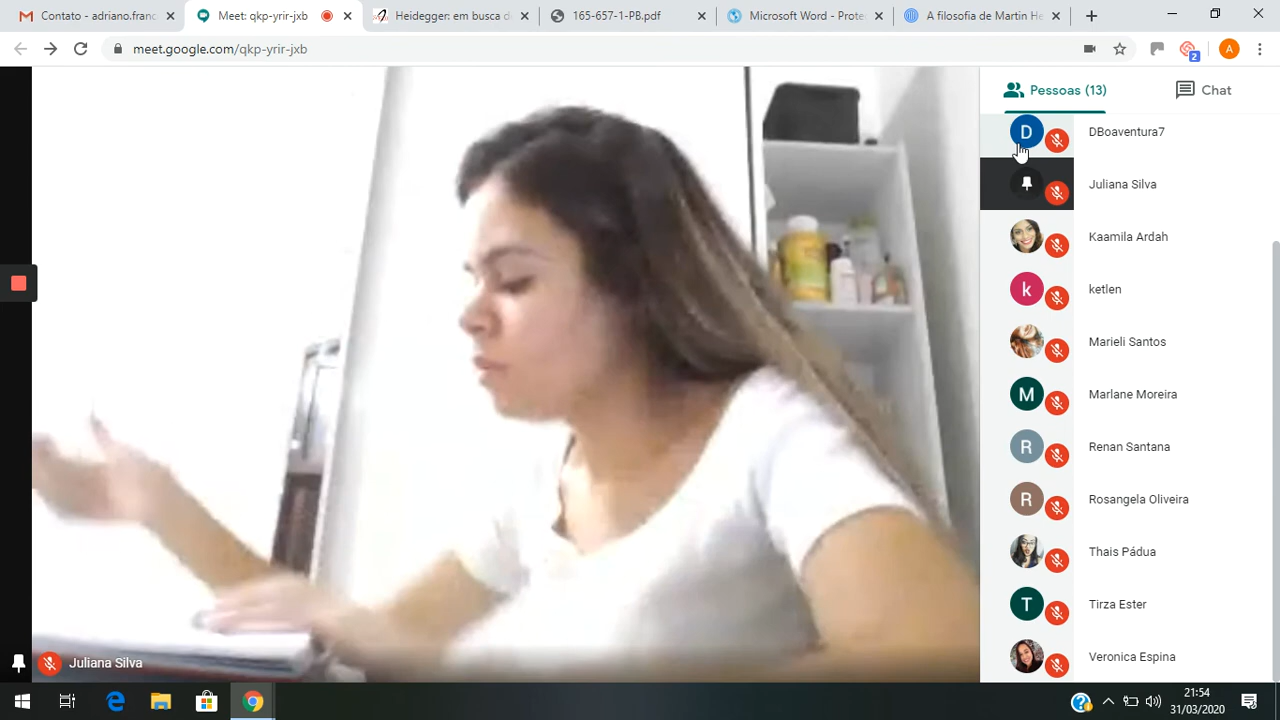 Contato - adriano.franc
Meet: qkp-yrir-jxb
Heidegger: em busca d
165-657-1-PB.pdf
Microsoft Word - Prote
A filosofia de Martin He
meet.google.com/qkp-yrir-jxb
2
A
Pessoas (13)
Chat
D
DBoaventura7
Juliana Silva
Kaamila Ardah
k
ketlen
Marieli Santos
M
Marlane Moreira
R
Renan Santana
R
Rosangela Oliveira
Thais Pádua
T
Tirza Ester
Veronica Espina
Juliana Silva
21:54
31/03/2020